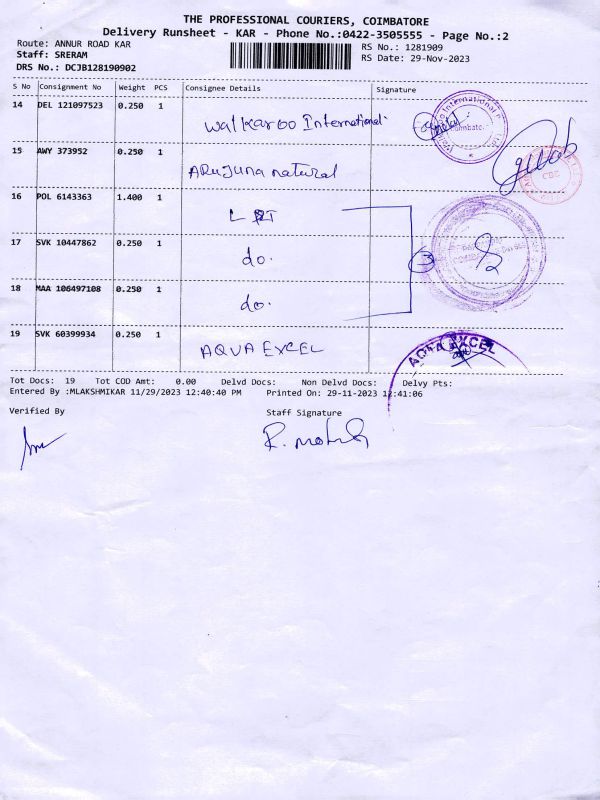 THE PROFESSIONAL COURIERS, COIMBATORE
Delivery Runsheet - KAR - Phone No.:0422-3505555 - Page No.:2
Route: ANNUR ROAD KAR
Staff: SRERAM
DRS No.: DCJB128190902
RS No.: 1281909
RS Date: 29-Nov-2023
S No Consignment No Weight PCS Consignee Details Signature
14 DEL 121097523 0.250 1 Walkaroo International
15 AWY 373952 0.250 1 ARuJuna natural
16 POL 6143363 1.400 1
17 SVK 10447862 0.250 1 do.
18 MAA 106497108 0.250 1 do.
3
19 SVK 60399934 0.250 1 AQUA EXCEL
Tot Docs: 19 Tot COD Amt: 0.00 Delvd Docs: Non Delvd Docs: Delvy Pts:
Entered By :MLAKSHMIKAR 11/29/2023 12:40:40 PM Printed On: 29-11-2023 12:41:06
Verified By Staff Signature